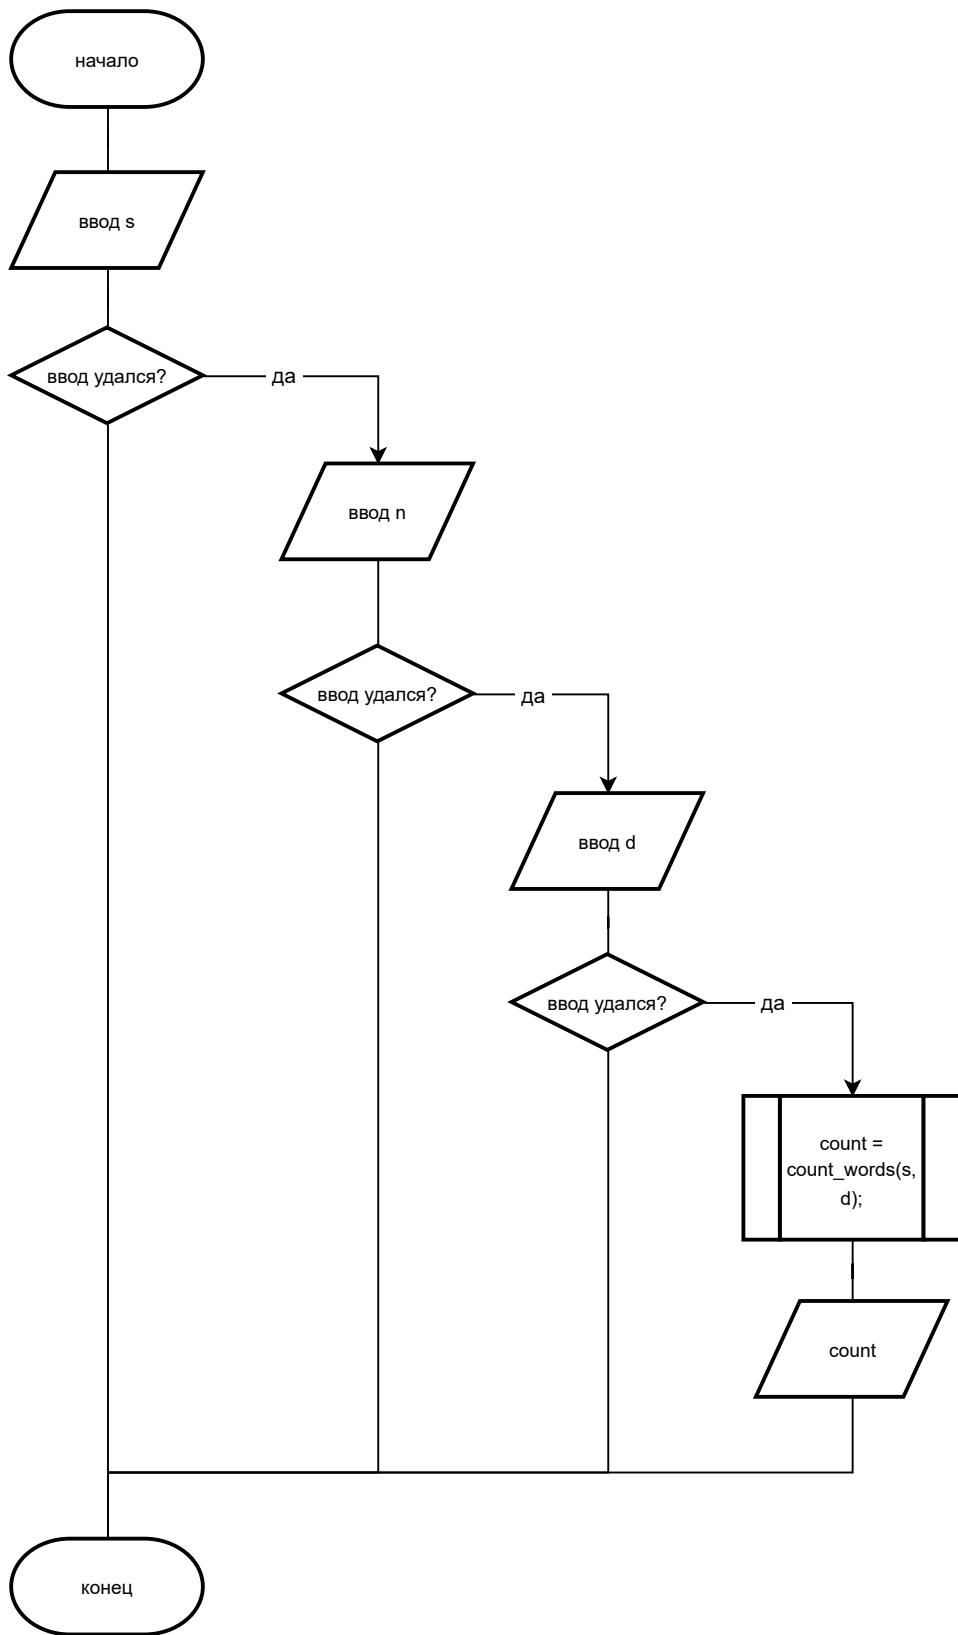 начало
ввод s
ввод удался?
да
ввод n
ввод удался?
да
ввод d
ввод удался?
да
count =
count_words(s,
d);
count
конец